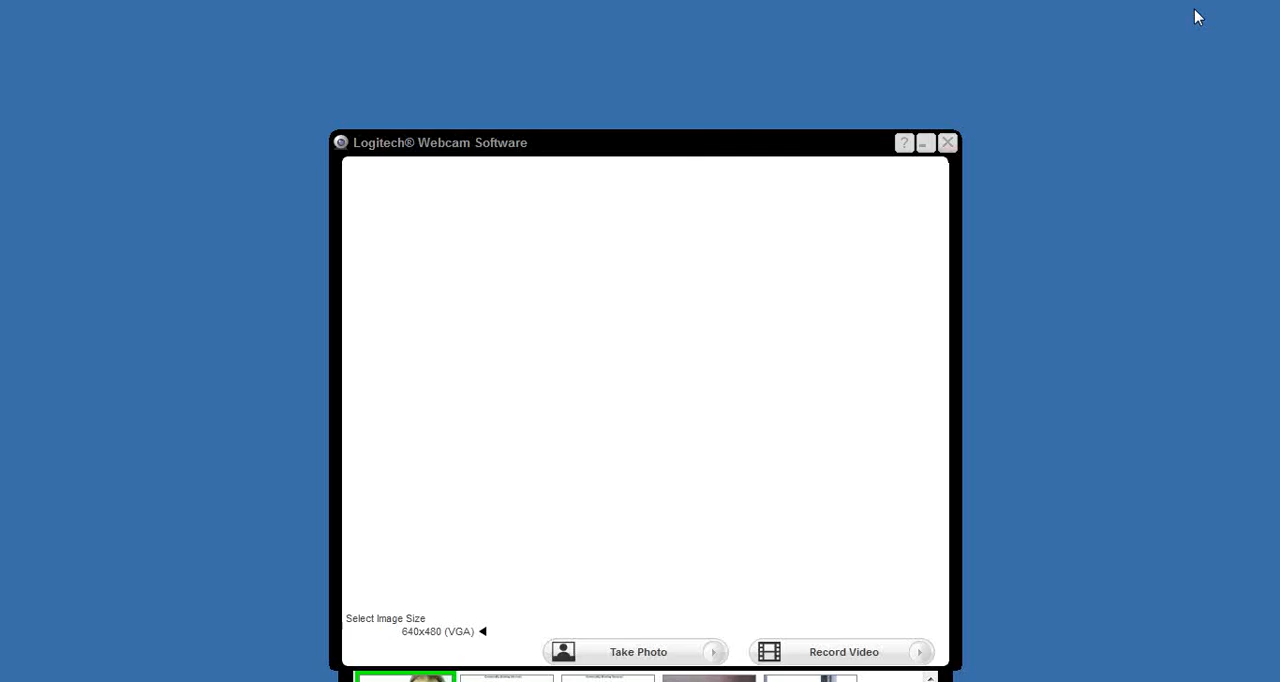 Logitech® Webcam Software
?
Select Image Size
640x480 (VGA)
Take Photo
Record Video